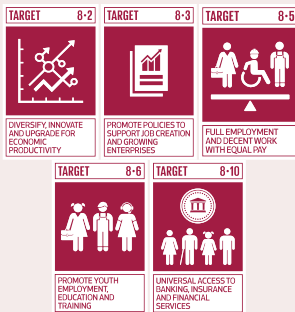 TARGET 8·2
DIVERSIFY, INNOVATE
AND UPGRADE FOR
ECONOMIC
PRODUCTIVITY
TARGET 8·3
PROMOTE POLICIES TO
SUPPORT JOB CREATION
AND GROWING
ENTERPRISES
TARGET 8·5
FULL EMPLOYMENT
AND DECENT WORK
WITH EQUAL PAY
TARGET 8·6
PROMOTE YOUTH
EMPLOYMENT,
EDUCATION AND
TRAINING
TARGET 8·10
UNIVERSAL ACCESS TO
BANKING, INSURANCE
AND FINANCIAL
SERVICES